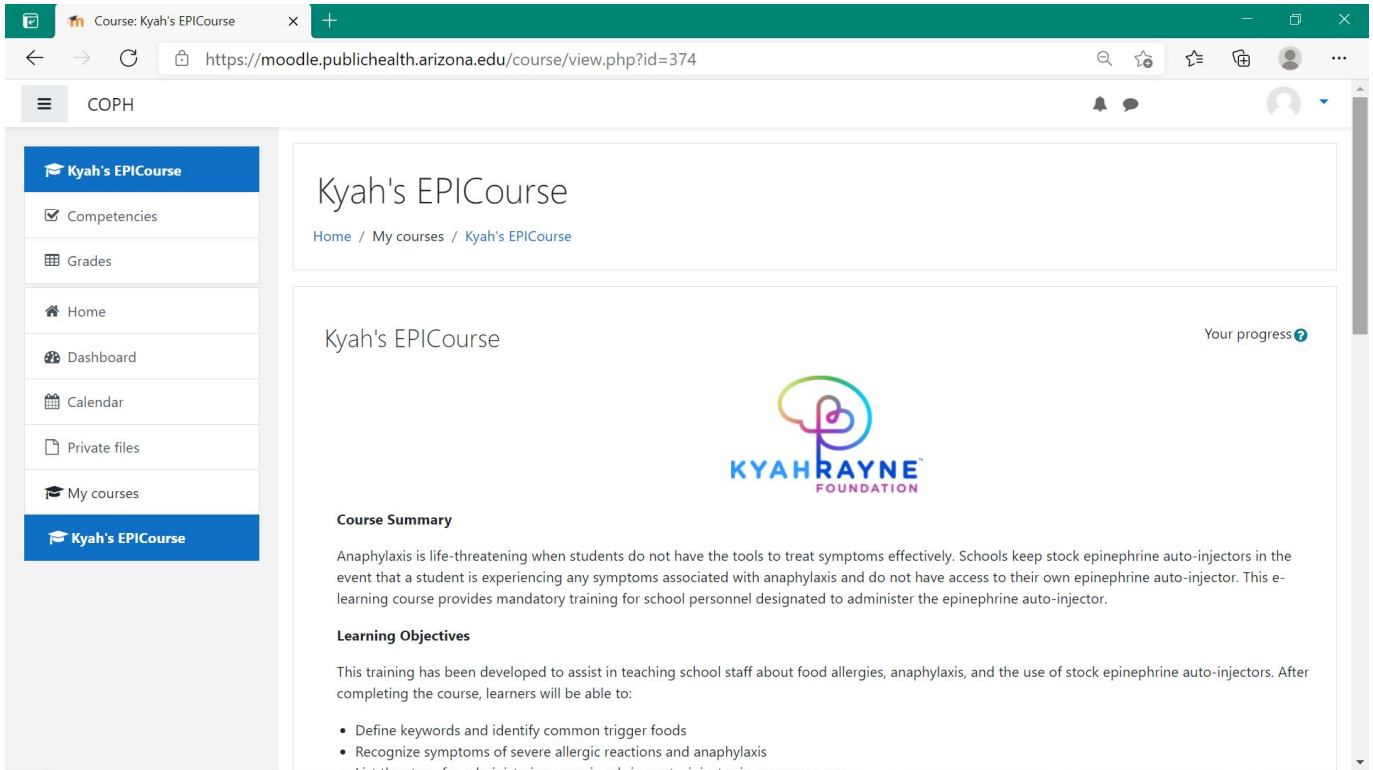 Course: Kyah's EPICourse
https://moodle.publichealth.arizona.edu/course/view.php?id=374
COPH
Kyah's EPICourse
Competencies
Grades
Home
Dashboard
Calendar
Private files
My courses
Kyah's EPICourse
Kyah's EPICourse
Home / My courses / Kyah's EPICourse
Kyah's EPICourse
Your progress
KYAHRAYNE™
FOUNDATION
Course Summary
Anaphylaxis is life-threatening when students do not have the tools to treat symptoms effectively. Schools keep stock epinephrine auto-injectors in the
event that a student is experiencing any symptoms associated with anaphylaxis and do not have access to their own epinephrine auto-injector. This e-
learning course provides mandatory training for school personnel designated to administer the epinephrine auto-injector.
Learning Objectives
This training has been developed to assist in teaching school staff about food allergies, anaphylaxis, and the use of stock epinephrine auto-injectors. After
completing the course, learners will be able to:
• Define keywords and identify common trigger foods
• Recognize symptoms of severe allergic reactions and anaphylaxis